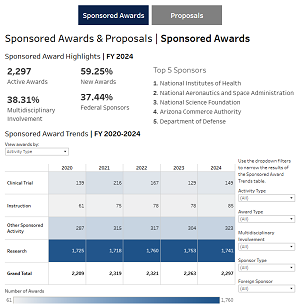 Sponsored Awards Proposals
Sponsored Awards & Proposals | Sponsored Awards
Sponsored Award Highlights | FY 2024
2,297 59.25% Top 5 Sponsors
Active Awards New Awards
1. National Institutes of Health
2. National Aeronautics and Space Administration
38.31% 37.44%
3. National Science Foundation
Multidisciplinary Federal Sponsors
Involvement
4. Arizona Commerce Authority
5. Department of Defense
Sponsored Award Trends | FY 2020-2024
View awards by:
Activity Type
Use the dropdown filters
to narrow the results of
the Sponsored Award
Trends table.
2020 2021 2022 2023 2024
Clinical Trial 139 216 167 129 149
Instruction 61 75 78 78 85
Other Sponsored
Activity 287 315 317 304 323
Research 1,725 1,718 1,760 1,753 1,741
Grand Total 2,209 2,319 2,321 2,263 2,297
Activity Type
(All)
Award Type
(All)
Multidisciplinary
Involvement
(All)
Sponsor Type
(All)
Foreign Sponsor
(All)
Number of Awards
61 1,760